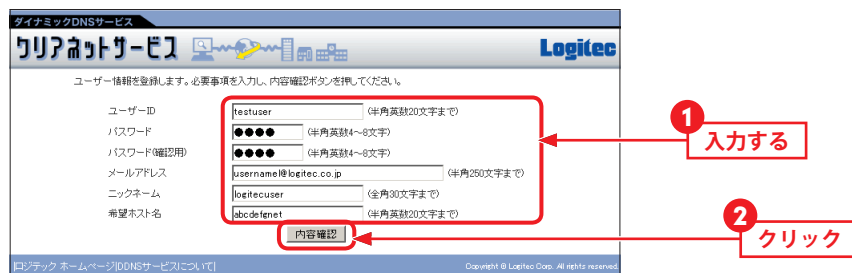 ダイナミックDNSサービス
クリアネットサービス Logitec
ユーザー情報を登録します。必要事項を入力し、内容確認ボタンを押してください。
ユーザーID testuser (半角英数20文字まで)
パスワード ●●●● (半角英数4~8文字)
パスワード(確認用) ●●●● (半角英数4~8文字)
メールアドレス username1@logitec.co.jp (半角250文字まで)
ニックネーム logitecuser (全角30文字まで)
希望ホスト名 abcdefgnet (半角英数20文字まで)
内容確認
1 入力する
2 クリック
|ロジテック ホームページ|DDNSサービスについて|
Copyright © Logitec Corp. All rights reserved.